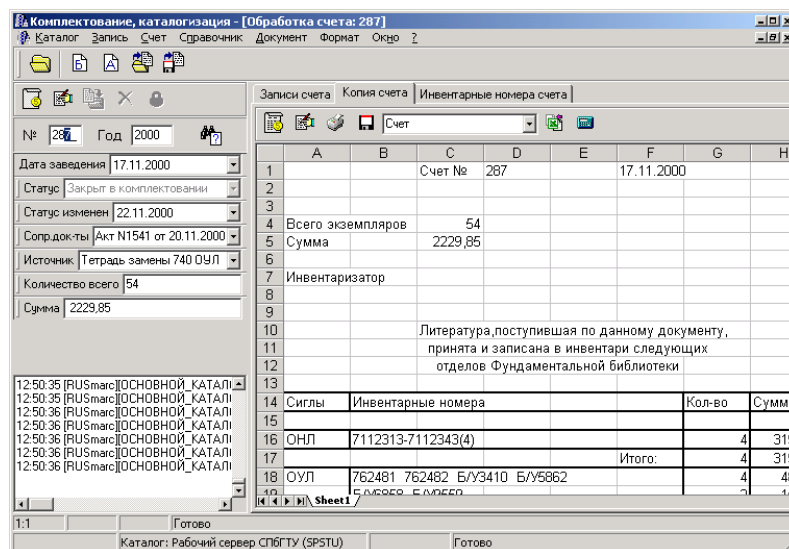 Комплектование, каталогизация - [Обработка счета: 287]
Каталог Запись Счет Справочник Документ Формат Окно ?
Записи счета Копия счета Инвентарные номера счета
№ 287 Год 2000
Счет
Дата заведения 17.11.2000
Статус Закрыт в комплектовании
Статус изменен 22.11.2000
Сопр.док-ты Акт N1541 от 20.11.2000
Источник Тетрадь замены 740 ОУЛ
Количество всего 54
Сумма 2229,85
A B C D E F G H
1 Счет № 287 17.11.2000
2
3
4 Всего экземпляров 54
5 Сумма 2229,85
6
7 Инвентаризатор
8
9
10 Литература,поступившая по данному документу,
11 принята и записана в инвентари следующих
12 отделов Фундаментальной библиотеки
13
14 Сиглы Инвентарные номера Кол-во Сумм
15
16 ОНЛ 7112313-7112343(4) 4 31
17 Итого: 4 31
18 ОУЛ 762481 762482 Б/У3410 Б/У5862 4
12:50:35 [RUSmarc][ОСНОВНОЙ_КАТАЛ
12:50:35 [RUSmarc][ОСНОВНОЙ_КАТАЛ
12:50:36 [RUSmarc][ОСНОВНОЙ_КАТАЛ
12:50:36 [RUSmarc][ОСНОВНОЙ_КАТАЛ
12:50:36 [RUSmarc][ОСНОВНОЙ_КАТАЛ
12:50:36 [RUSmarc][ОСНОВНОЙ_КАТАЛ
12:50:36 [RUSmarc][ОСНОВНОЙ_КАТАЛ
Sheet1
1:1 Готово
Каталог: Рабочий сервер СПбГТУ (SPSTU) Готово